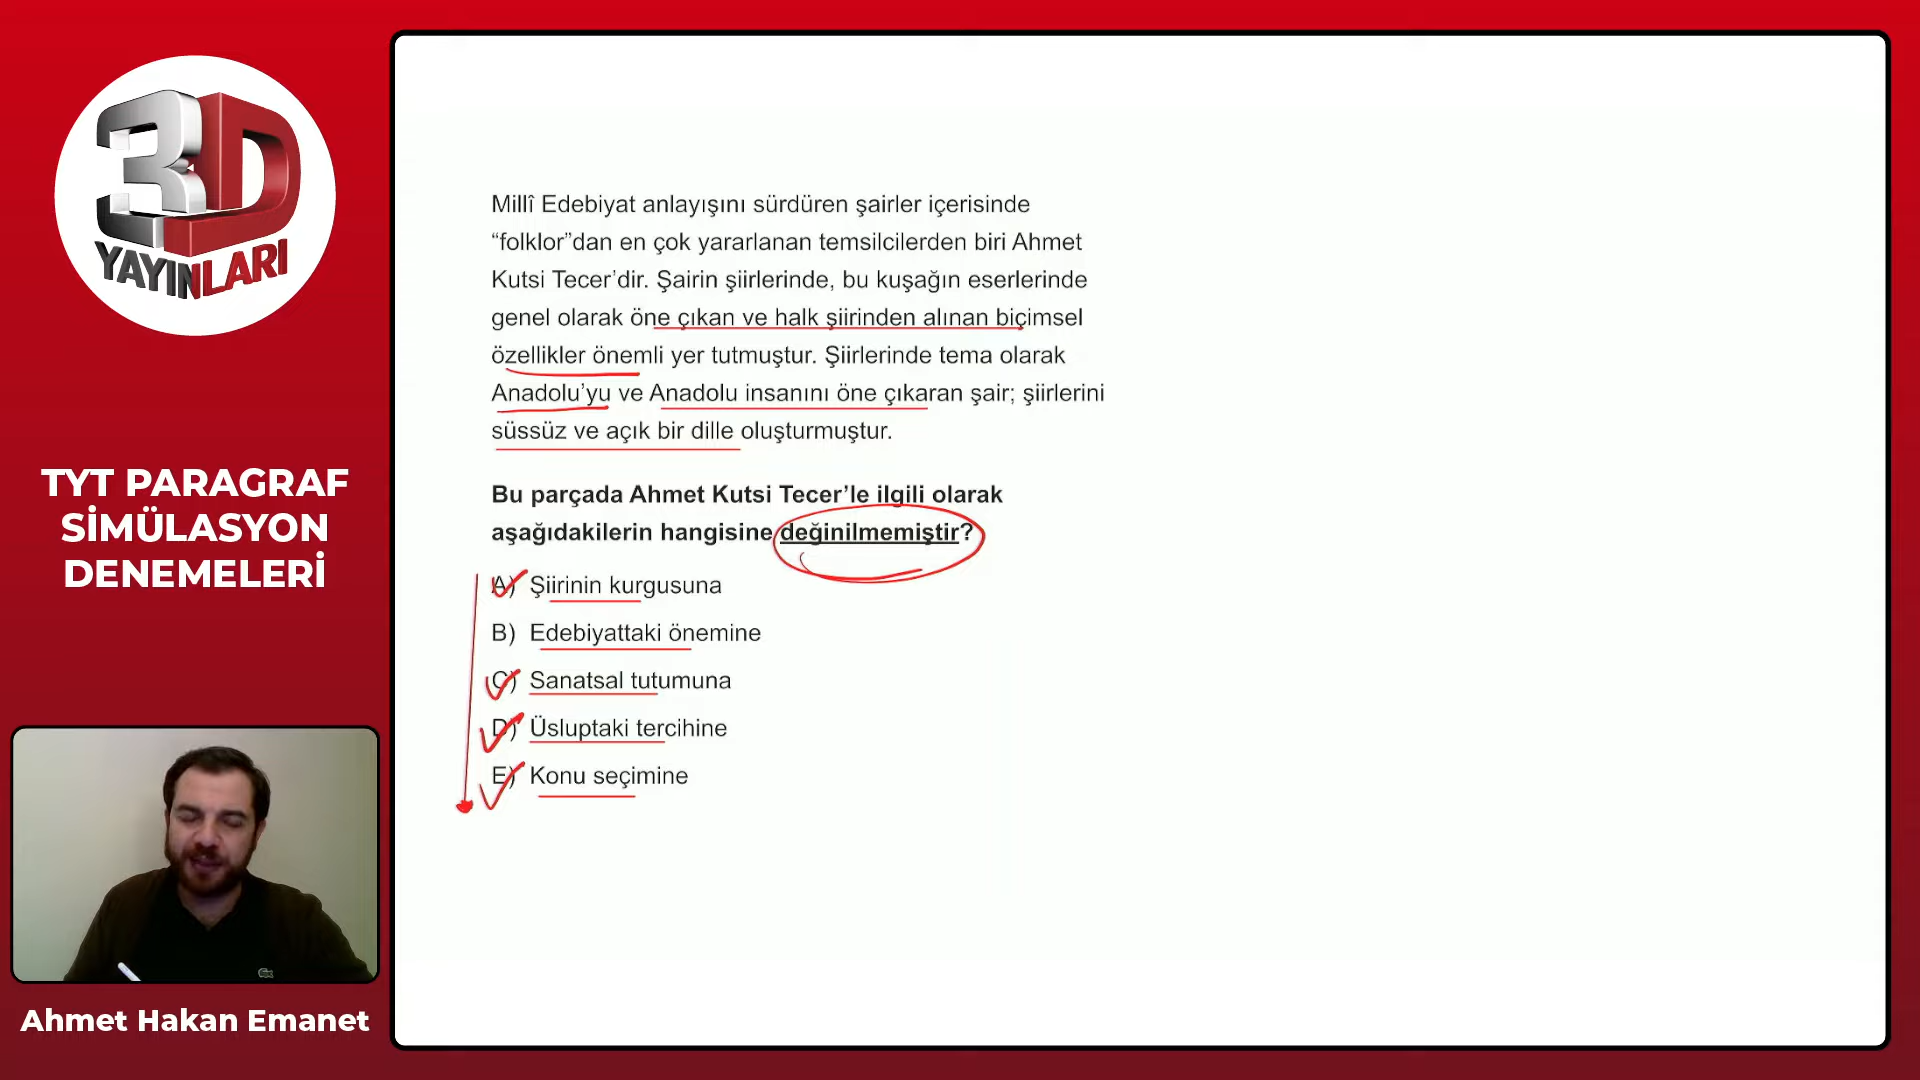 3D
YAYINLARI
TYT PARAGRAF
SİMÜLASYON
DENEMELERİ
Ahmet Hakan Emanet
Millî Edebiyat anlayışını sürdüren şairler içerisinde
“folklor”dan en çok yararlanan temsilcilerden biri Ahmet
Kutsi Tecer’dir. Şairin şiirlerinde, bu kuşağın eserlerinde
genel olarak öne çıkan ve halk şiirinden alınan biçimsel
özellikler önemli yer tutmuştur. Şiirlerinde tema olarak
Anadolu’yu ve Anadolu insanını öne çıkaran şair; şiirlerini
süssüz ve açık bir dille oluşturmuştur.
Bu parçada Ahmet Kutsi Tecer’le ilgili olarak
aşağıdakilerin hangisine değinilmemiştir?
A) Şiirinin kurgusuna
B) Edebiyattaki önemine
C) Sanatsal tutumuna
D) Üsluptaki tercihine
E) Konu seçimine